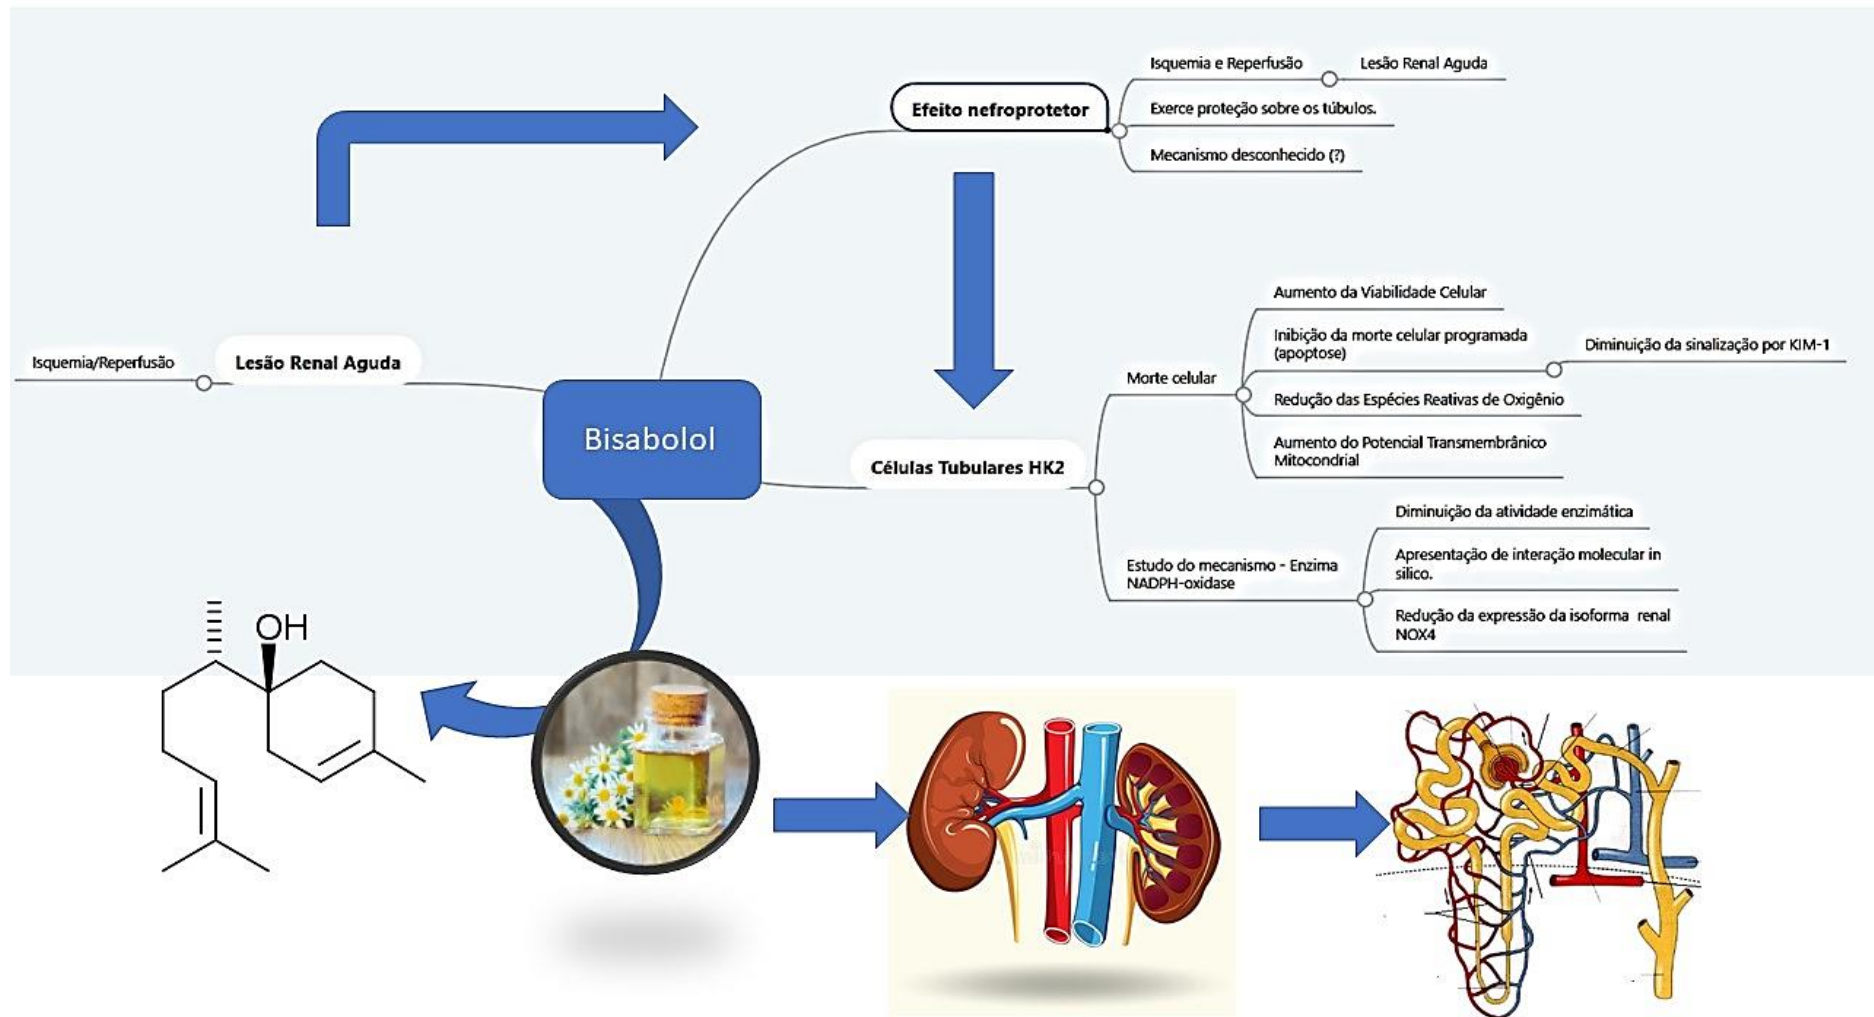 Isquemia e Reperfusão
Lesão Renal Aguda
Efeito nefroprotetor
Exerce proteção sobre os túbulos.
Mecanismo desconhecido (?)
Isquemia/Reperfusão
Lesão Renal Aguda
Bisabolol
Células Tubulares HK2
Morte celular
Aumento da Viabilidade Celular
Inibição da morte celular programada
(apoptose)
Diminuição da sinalização por KIM-1
Redução das Espécies Reativas de Oxigênio
Aumento do Potencial Transmembrânico
Mitocondrial
Estudo do mecanismo - Enzima
NADPH-oxidase
Diminuição da atividade enzimática
Apresentação de interação molecular in
silico.
Redução da expressão da isoforma renal
NOX4
OH